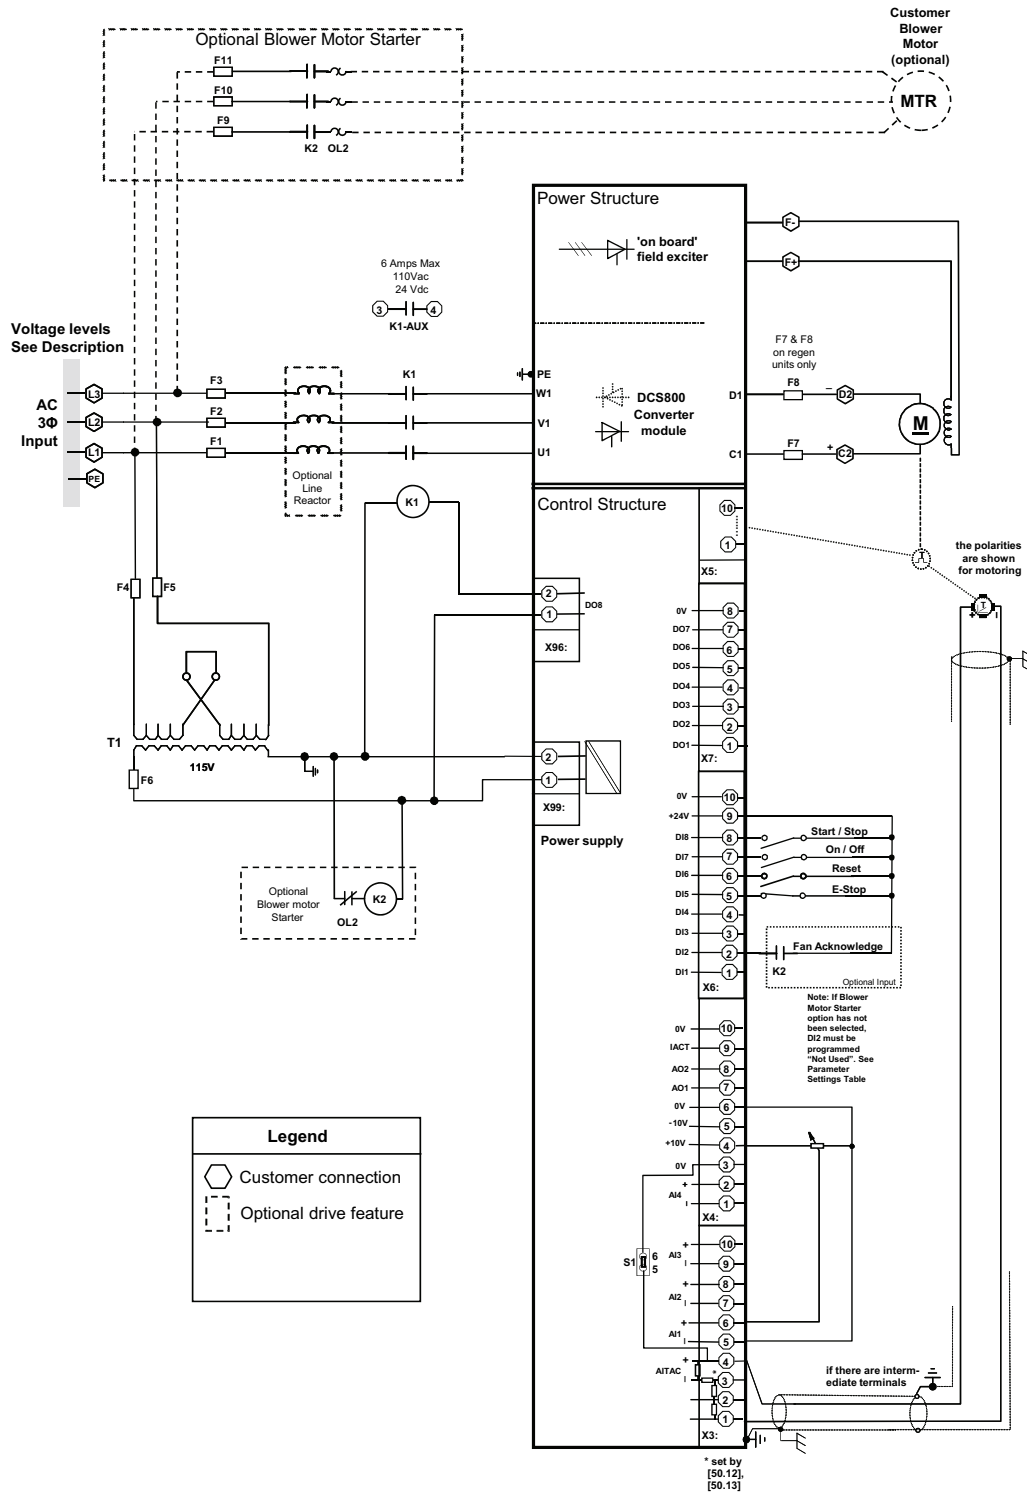 Customer
Blower
Motor
(optional)
MTR
Optional Blower Motor Starter
F11
F10
F9
K2 OL2
Power Structure
'on board'
field exciter
F-
F+
6 Amps Max
110Vac
24 Vdc
3 4
K1-AUX
Voltage levels
See Description
AC
3Φ
Input
L3
L2
L1
PE
F3
F2
F1
Optional
Line
Reactor
K1
PE
W1
V1
U1
DCS800
Converter
module
D1
C1
F7 & F8
on regen
units only
F8
– D2
F7
+ C2
M
K1
Control Structure
10
1
X5:
the polarities
are shown
for motoring
T
+ –
F4
F5
2
1
DO8
X96:
0V 8
DO7 7
DO6 6
DO5 5
DO4 4
DO3 3
DO2 2
DO1 1
X7:
T1
115V
F6
2
1
X99:
Power supply
0V 10
+24V 9
DI8 8 Start / Stop
DI7 7 On / Off
DI6 6 Reset
DI5 5 E-Stop
DI4 4
DI3 3
DI2 2 Fan Acknowledge
DI1 1 K2
Optional Input
X6:
Optional
Blower motor
Starter
OL2
K2
Note: If Blower
Motor Starter
option has not
been selected,
DI2 must be
programmed
“Not Used”. See
Parameter
Settings Table
0V 10
IACT 9
AO2 8
AO1 7
0V 6
-10V 5
+10V 4
0V 3
+ 2
AI4
– 1
X4:
Legend
Customer connection
Optional drive feature
S1 6
5
+ 10
AI3
– 9
+ 8
AI2
– 7
+ 6
AI1
– 5
+ 4
AITAC
– * 3
2
1
X3:
if there are interm-
ediate terminals
* set by
[50.12],
[50.13]